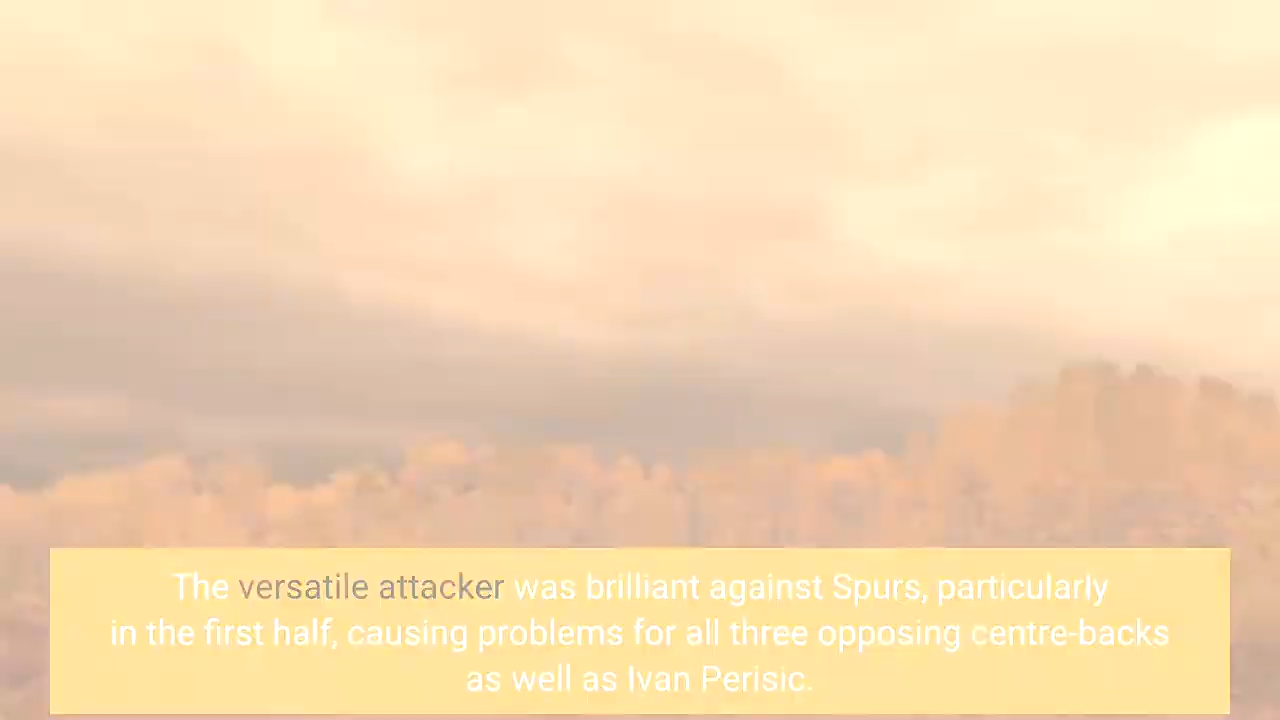 The versatile attacker was brilliant against Spurs, particularly
in the first half, causing problems for all three opposing centre-backs
as well as Ivan Perisic.